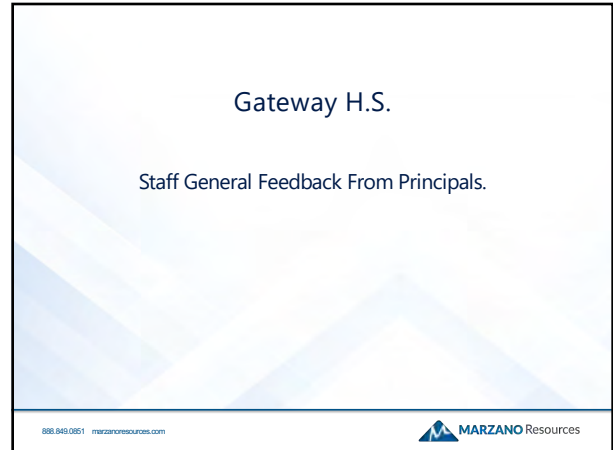 Gateway H.S.
Staff General Feedback From Principals.
888.849.0851 marzanoresources.com
MARZANO Resources